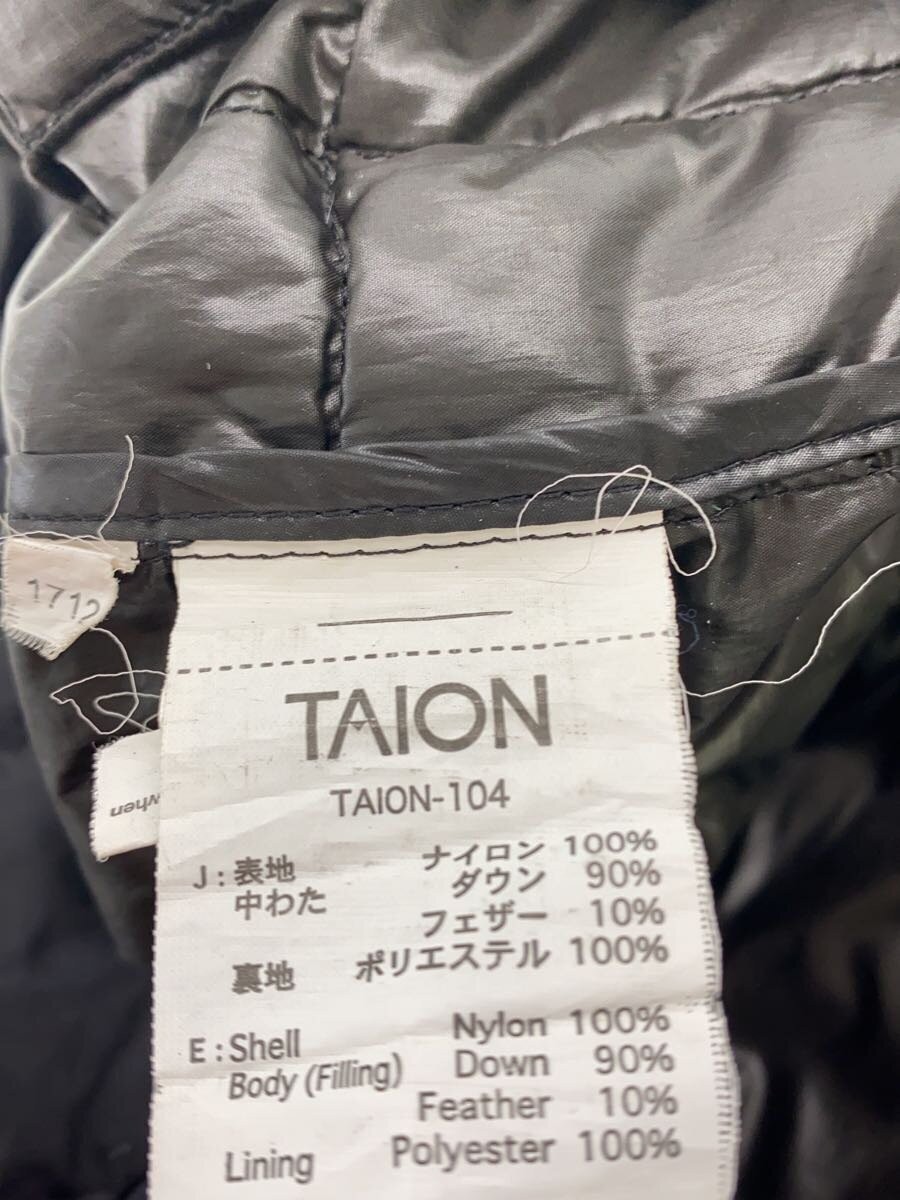 1712
when
TAION
TAION-104
J : 表地 ナイロン 100%
中わた ダウン 90%
フェザー 10%
裏地 ポリエステル 100%
E : Shell Nylon 100%
Body (Filling) Down 90%
Feather 10%
Lining Polyester 100%